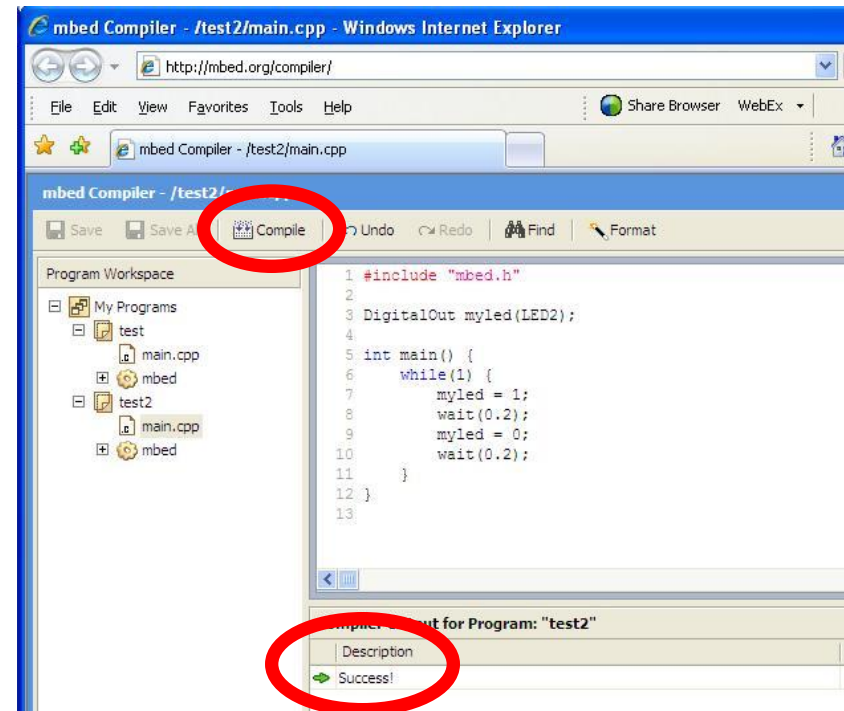 mbed Compiler - /test2/main.cpp - Windows Internet Explorer
http://mbed.org/compiler/
File Edit View Favorites Tools Help Share Browser WebEx
mbed Compiler - /test2/main.cpp
mbed Compiler - /test2/
Save Save Compile Undo Redo Find Format
Program Workspace
My Programs
test
main.cpp
mbed
test2
main.cpp
mbed
1 #include "mbed.h"
2
3 DigitalOut myled(LED2);
4
5 int main() {
6 while(1) {
7 myled = 1;
8 wait(0.2);
9 myled = 0;
10 wait(0.2);
11 }
12 }
13
for Program: "test2"
Description
Success!